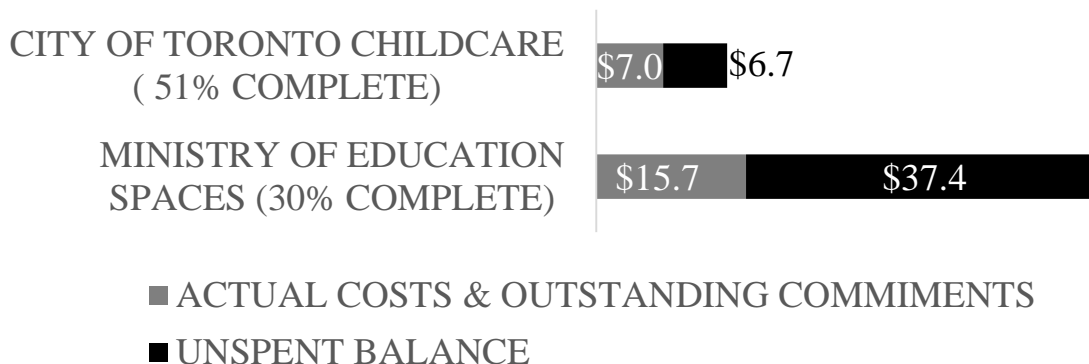 CITY OF TORONTO CHILDCARE
( 51% COMPLETE)
$7.0
$6.7
MINISTRY OF EDUCATION
SPACES (30% COMPLETE)
$15.7
$37.4
ACTUAL COSTS & OUTSTANDING COMMIMENTS
UNSPENT BALANCE